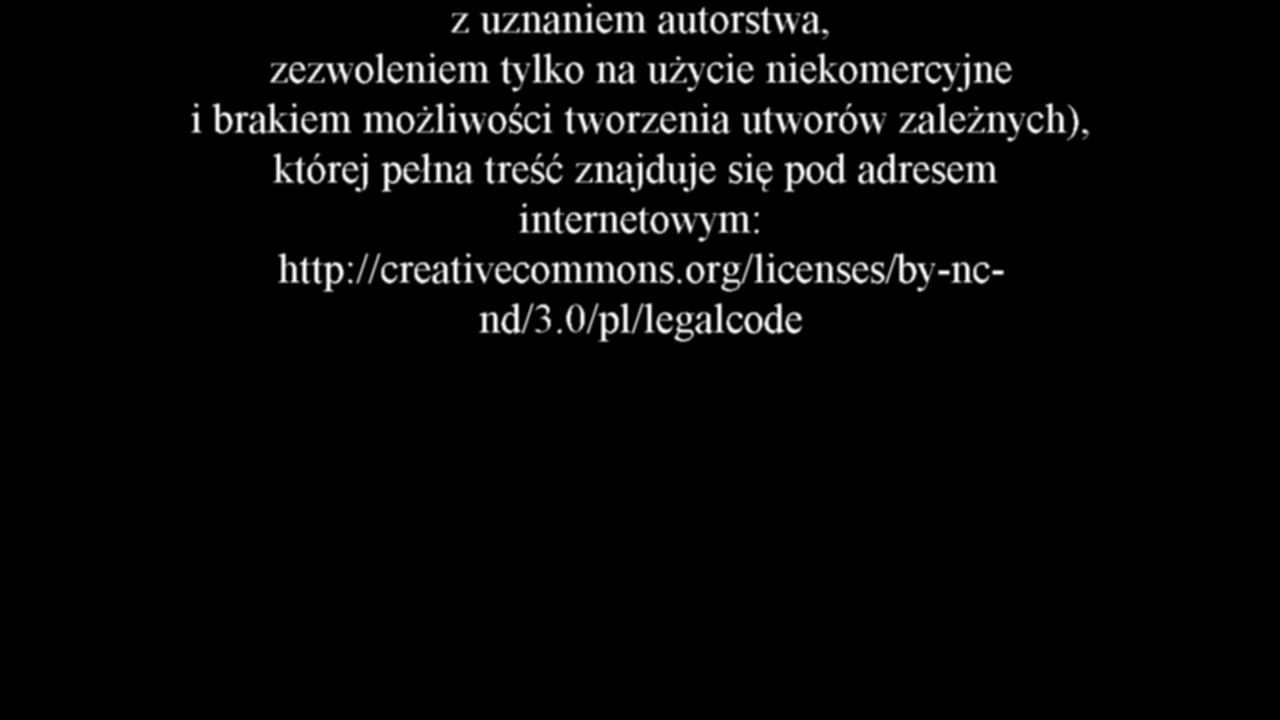 z uznaniem autorstwa,
zezwoleniem tylko na użycie niekomercyjne
i brakiem możliwości tworzenia utworów zależnych),
której pełna treść znajduje się pod adresem
internetowym:
http://creativecommons.org/licenses/by-nc-
nd/3.0/pl/legalcode